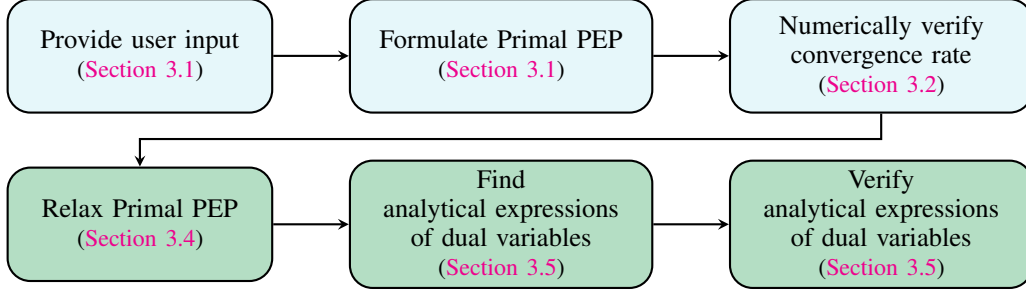 Provide user input
(Section 3.1)
Formulate Primal PEP
(Section 3.1)
Numerically verify
convergence rate
(Section 3.2)
Relax Primal PEP
(Section 3.4)
Find
analytical expressions
of dual variables
(Section 3.5)
Verify
analytical expressions
of dual variables
(Section 3.5)